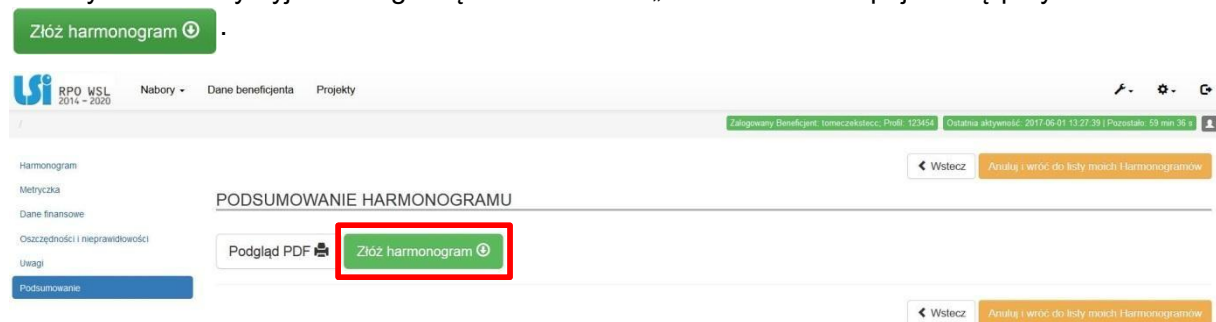 Złóż harmonogram .
LSI RPO WSL 2014 – 2020 Nabory Dane beneficjenta Projekty
/ Zalogowany Beneficjent: tomeczekstecc; Profil: 123454 Ostatnia aktywność: 2017-06-01 13:27:39 | Pozostało: 59 min 36 s
Harmonogram
Wstecz Anuluj i wróć do listy moich Harmonogramów
Metryczka
PODSUMOWANIE HARMONOGRAMU
Dane finansowe
Oszczędności i nieprawidłowości
Podgląd PDF Złóż harmonogram
Uwagi
Podsumowanie
Wstecz Anuluj i wróć do listy moich Harmonogramów